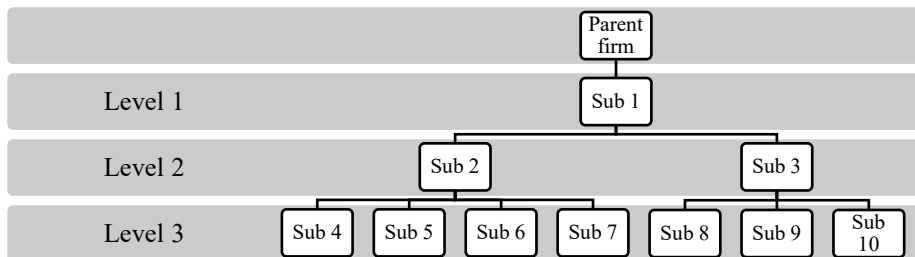 Parent
firm
Level 1
Sub 1
Level 2
Sub 2
Sub 3
Level 3
Sub 4
Sub 5
Sub 6
Sub 7
Sub 8
Sub 9
Sub
10